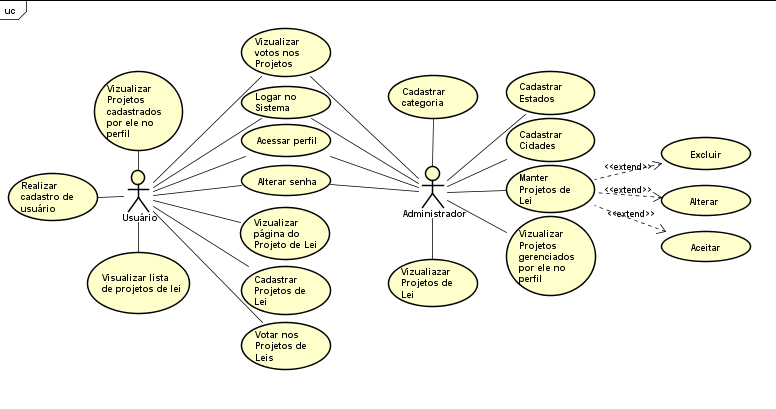 uc
Vizualizar
votos nos
Projetos
Vizualizar
Projetos
cadastrados
por ele no
perfil
Logar no
Sistema
Cadastrar
categoria
Cadastrar
Estados
Acessar perfil
Cadastrar
Cidades
Excluir
<<extend>>
Realizar
cadastro de
usuário
Usuário
Alterar senha
Administrador
Manter
Projetos de
Lei
<<extend>>
Alterar
<<extend>>
Vizualizar
página do
Projeto de Lei
Vizualizar
Projetos
gerenciados
por ele no
perfil
Aceitar
Visualizar lista
de projetos de lei
Cadastrar
Projetos de
Lei
Vizualiazar
Projetos de
Lei
Votar nos
Projetos de
Leis